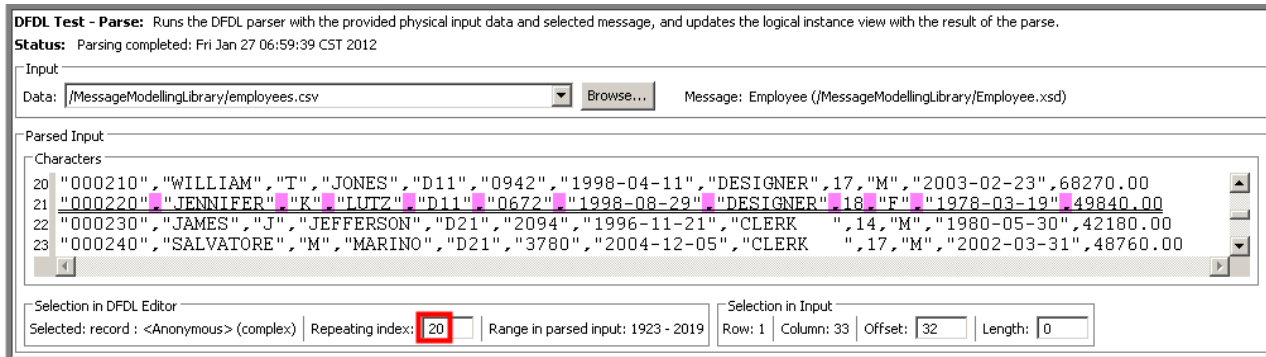 DFDL Test - Parse: Runs the DFDL parser with the provided physical input data and selected message, and updates the logical instance view with the result of the parse.
Status: Parsing completed: Fri Jan 27 06:59:39 CST 2012
Input
Data: /MessageModellingLibrary/employees.csv Browse... Message: Employee (/MessageModellingLibrary/Employee.xsd)
Parsed Input
Characters
20 "000210","WILLIAM","T","JONES","D11","0942","1998-04-11","DESIGNER",17,"M","2003-02-23",68270.00
21 "000220","JENNIFER","K","LUTZ","D11","0672","1998-08-29","DESIGNER",18,"F","1978-03-19",49840.00
22 "000230","JAMES","J","JEFFERSON","D21","2094","1996-11-21","CLERK   ",14,"M","1980-05-30",42180.00
23 "000240","SALVATORE","M","MARINO","D21","3780","2004-12-05","CLERK   ",17,"M","2002-03-31",48760.00
Selection in DFDL Editor Selection in Input
Selected: record : <Anonymous> (complex) Repeating index: 20 Range in parsed input: 1923 - 2019 Row: 1 Column: 33 Offset: 32 Length: 0